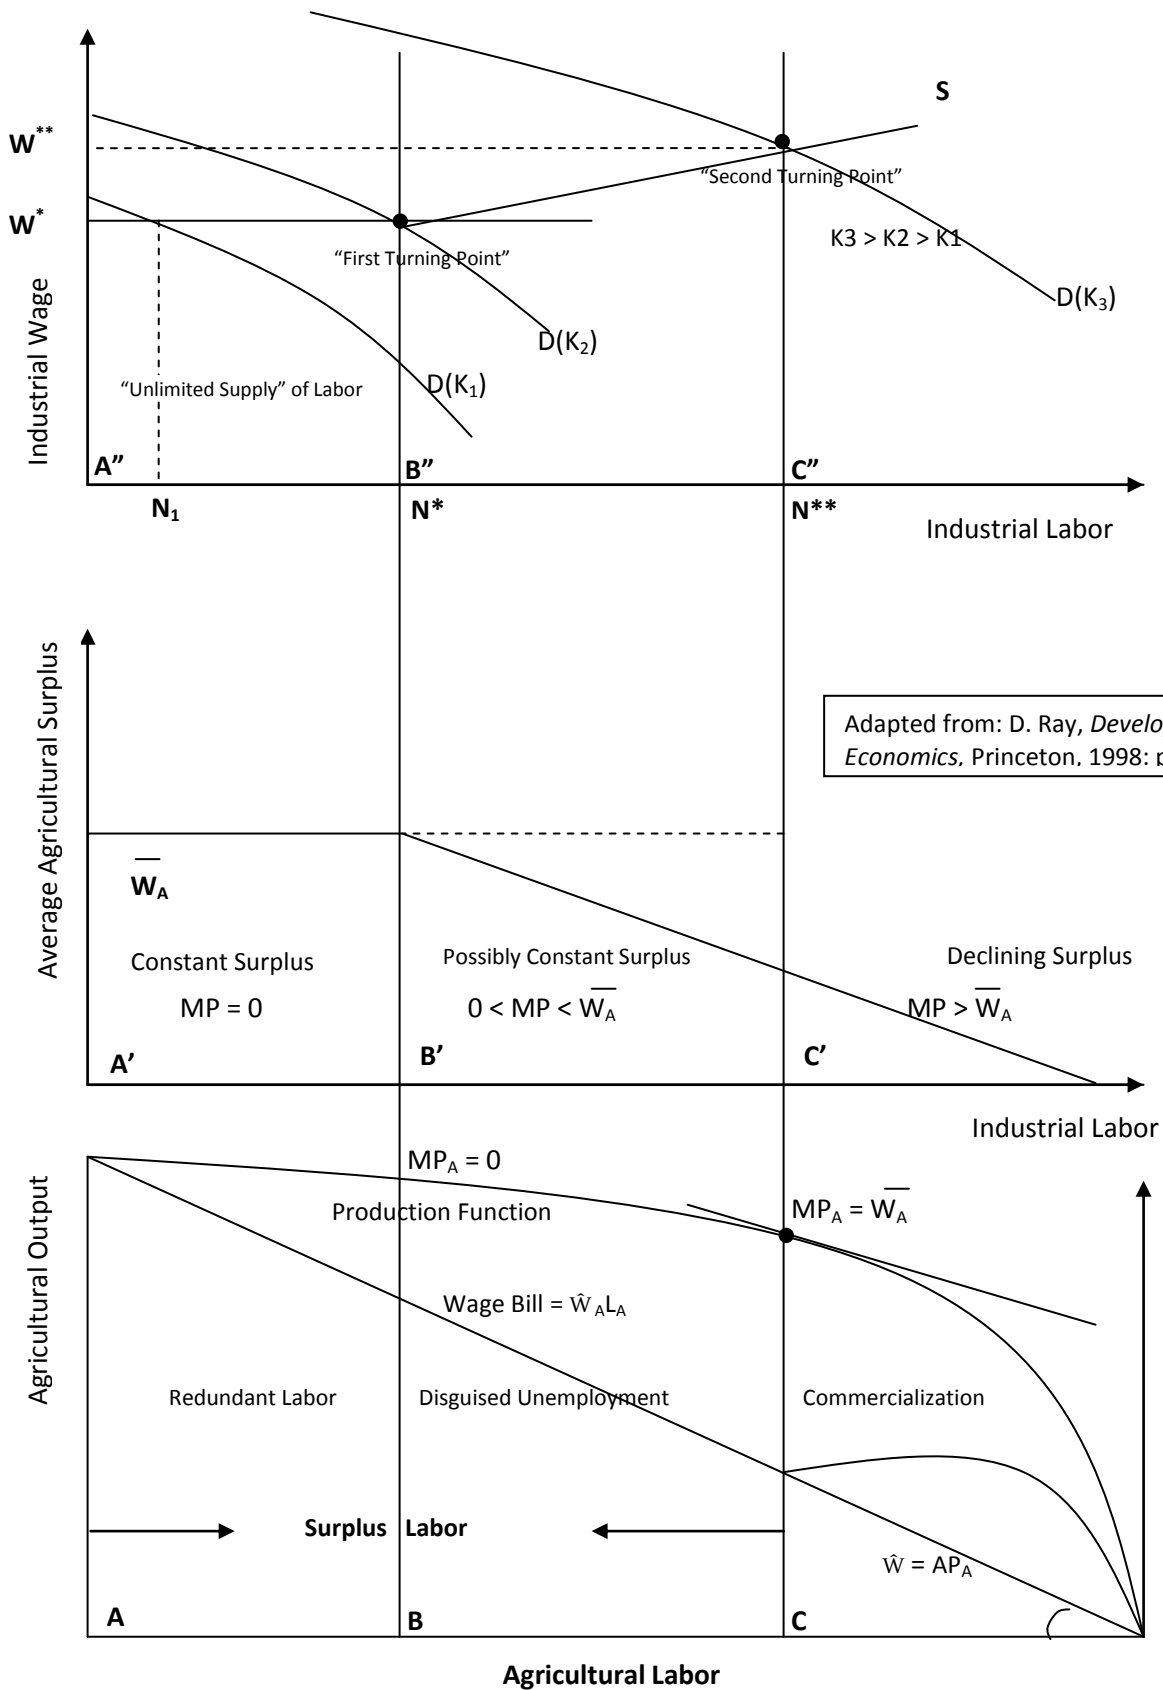 S
W**
"Second Turning Point"
W*
K3 > K2 > K1
"First Turning Point"
D(K3)
D(K2)
"Unlimited Supply" of Labor
D(K1)
Industrial Wage
A”
B”
C”
N1
N*
N**
Industrial Labor
Average Agricultural Surplus
Adapted from: D. Ray, Develo
Economics, Princeton, 1998: p
W̅A
Constant Surplus
Possibly Constant Surplus
Declining Surplus
MP = 0
0 < MP < W̅A
MP > W̅A
A’
B’
C’
Industrial Labor
Agricultural Output
MPA = 0
Production Function
MPA = W̅A
Wage Bill = ŴALA
Redundant Labor
Disguised Unemployment
Commercialization
Surplus Labor
Ŵ = APA
A
B
C
Agricultural Labor